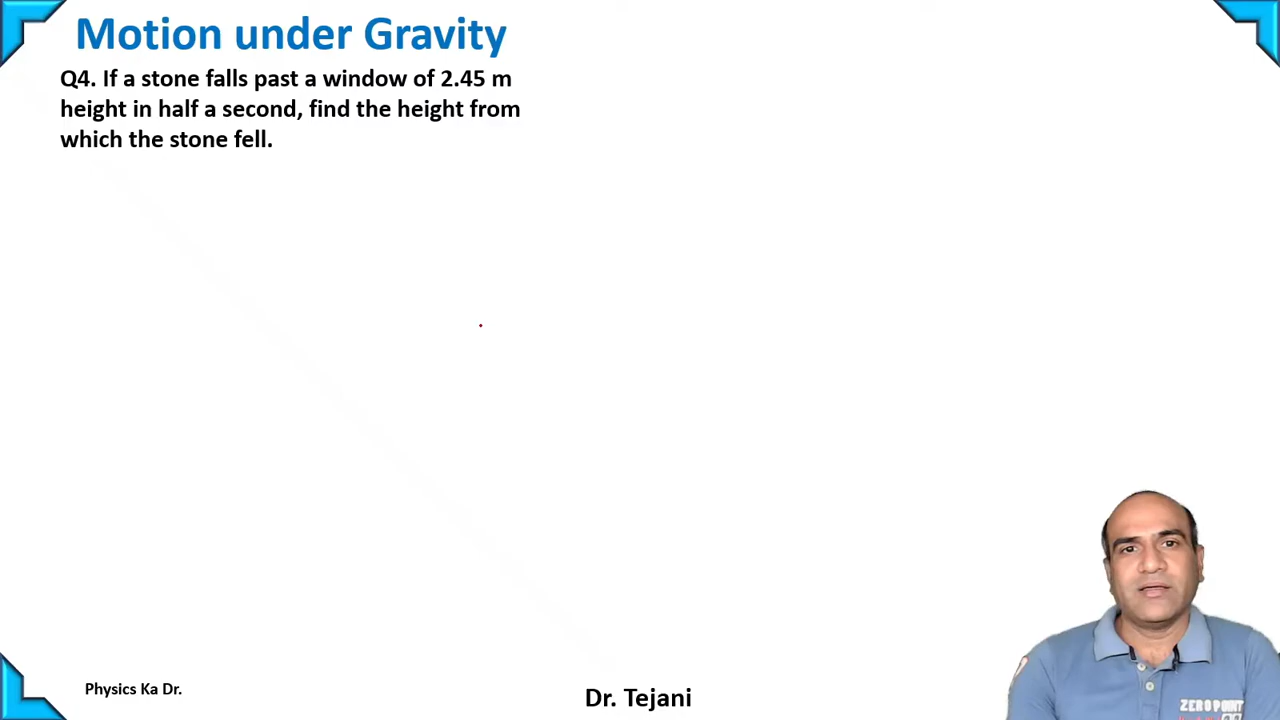 Motion under Gravity
Q4. If a stone falls past a window of 2.45 m
height in half a second, find the height from
which the stone fell.
Physics Ka Dr.
Dr. Tejani
ZEROPOINT